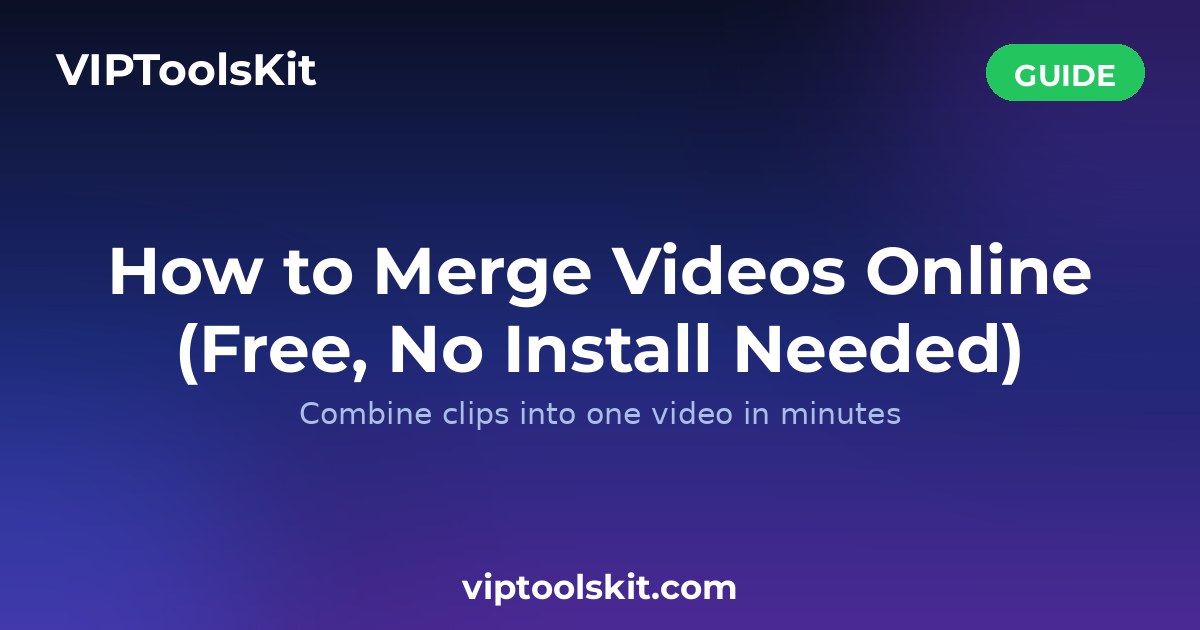 VIPToolsKit
GUIDE
How to Merge Videos Online
(Free, No Install Needed)
Combine clips into one video in minutes
viptoolskit.com